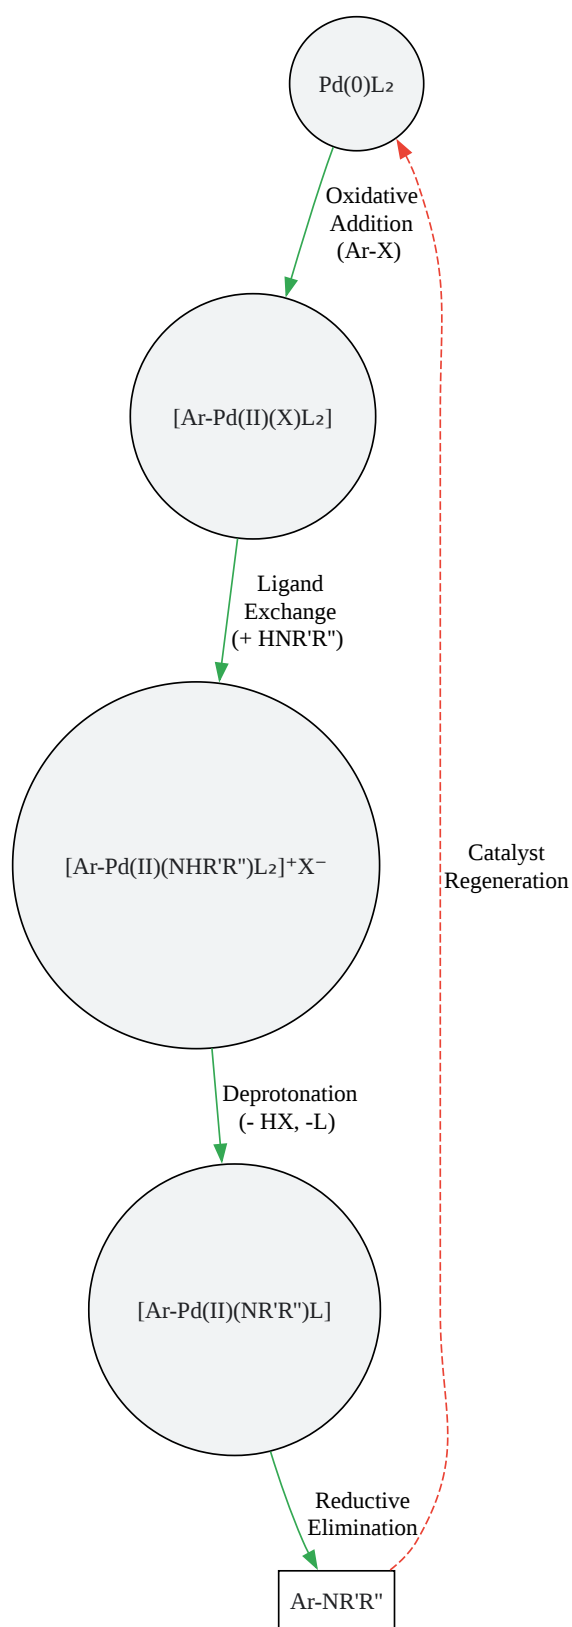 Pd(0)L₂
Oxidative
Addition
(Ar-X)
[Ar-Pd(II)(X)L₂]
Ligand
Exchange
(+ HNR'R'')
[Ar-Pd(II)(NHR'R'')L₂]⁺X⁻
Catalyst
Regeneration
Deprotonation
(- HX, -L)
[Ar-Pd(II)(NR'R'')L]
Reductive
Elimination
Ar-NR'R''